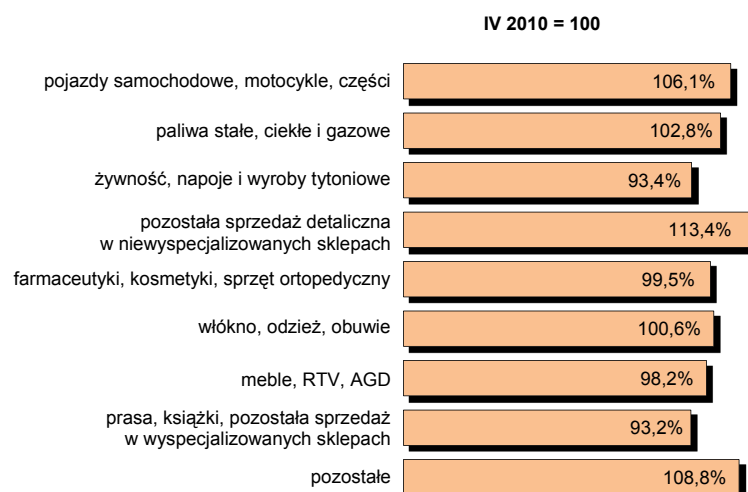 IV 2010 = 100
pojazdy samochodowe, motocykle, części
106,1%
paliwa stałe, ciekłe i gazowe
102,8%
żywność, napoje i wyroby tytoniowe
93,4%
pozostała sprzedaż detaliczna
w niewyspecjalizowanych sklepach
113,4%
farmaceutyki, kosmetyki, sprzęt ortopedyczny
99,5%
włókno, odzież, obuwie
100,6%
meble, RTV, AGD
98,2%
prasa, książki, pozostała sprzedaż
w wyspecjalizowanych sklepach
93,2%
pozostałe
108,8%